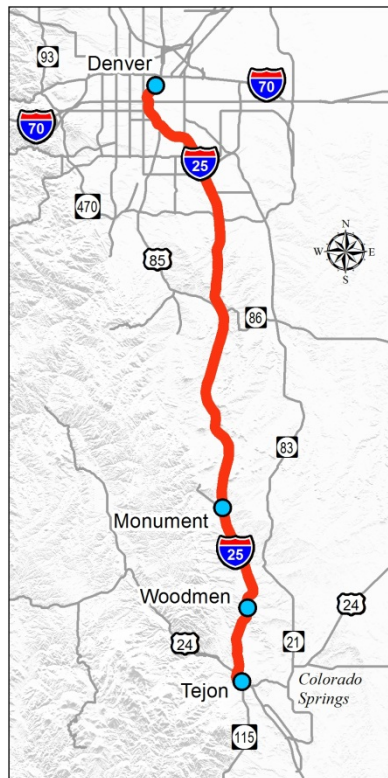 93
Denver
70
70
25
470
N
W E
S
85
86
83
Monument
25
Woodmen
24
24
21
Colorado
Springs
Tejon
115